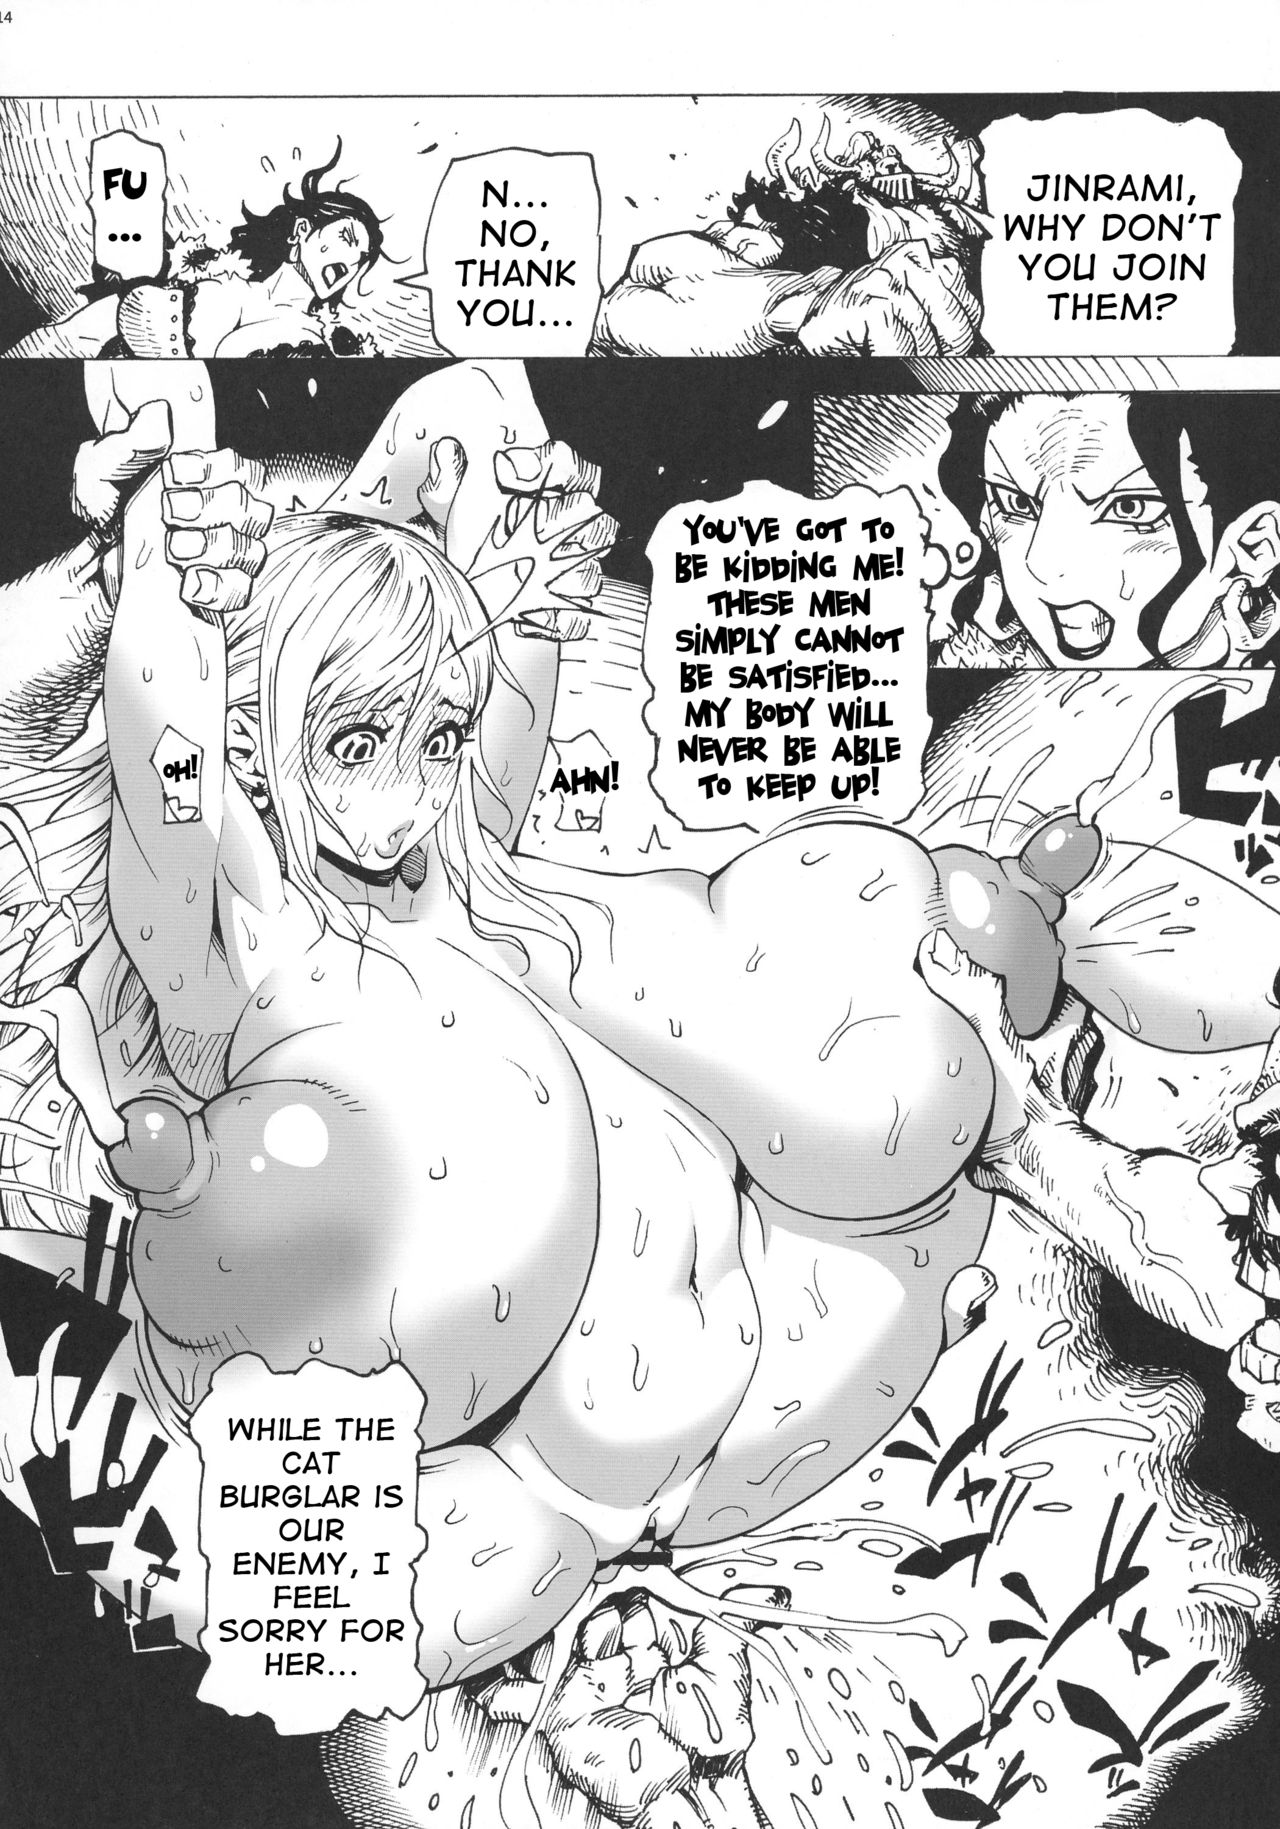 14
JINRAMI,
WHY DON'T
YOU JOIN
THEM?
N...
NO,
THANK
YOU...
FU
...
YOU'VE GOT TO
BE KIDDING ME!
THESE MEN
SIMPLY CANNOT
BE SATISFIED...
MY BODY WILL
NEVER BE ABLE
TO KEEP UP!
AHN!
OH!
WHILE THE
CAT
BURGLAR IS
OUR
ENEMY, I
FEEL
SORRY FOR
HER...